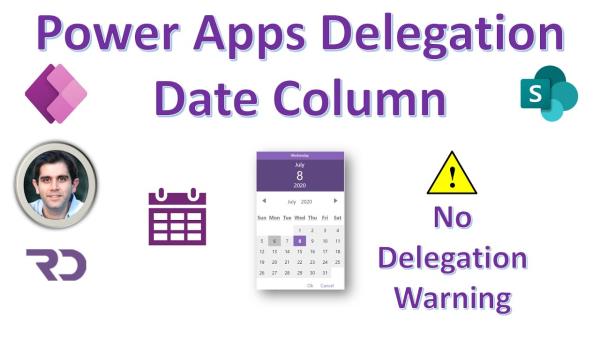 Power Apps Delegation
Date Column
S
RD
Wednesday
July
8
2020
July 2020
Sun Mon Tue Wed Thu Fri Sat
1 2 3 4
5 6 7 8 9 10 11
12 13 14 15 16 17 18
19 20 21 22 23 24 25
26 27 28 29 30 31
Ok Cancel
!
No
Delegation
Warning